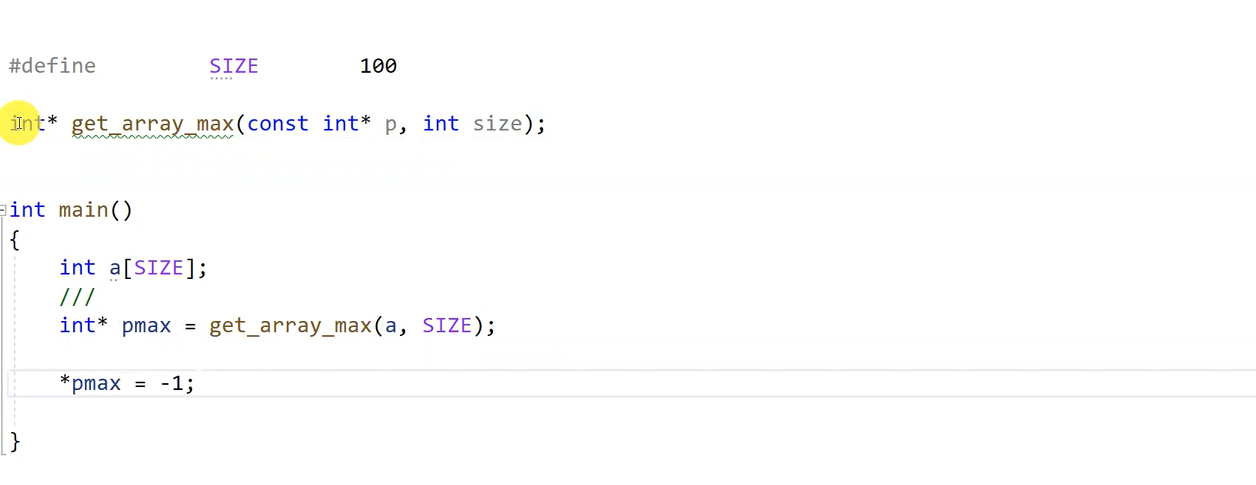 #define SIZE 100
int* get_array_max(const int* p, int size);
int main()
{
int a[SIZE];
///
int* pmax = get_array_max(a, SIZE);
*pmax = -1;
}